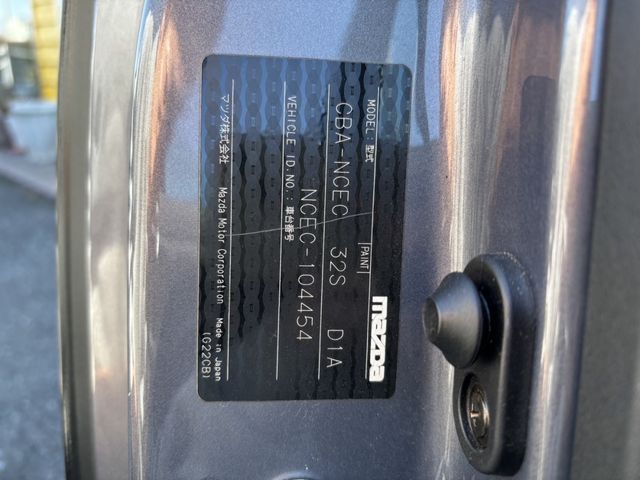 MODEL: 型式 PAINT mazda
CBA-NCEC 32S D1A
VEHICLE ID.NO.: 車台番号
NCEC-104454
マツダ株式会社 Mazda Motor Corporation Made in Japan
(G22CB)